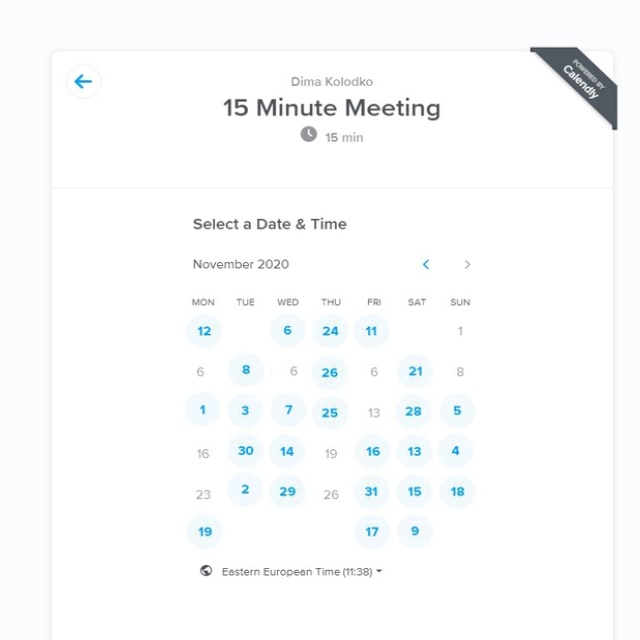 POWERED BY
Calendly
Dima Kolodko
15 Minute Meeting
15 min
Select a Date & Time
November 2020
MON TUE WED THU FRI SAT SUN
12 6 24 11 1
6 8 6 26 6 21 8
1 3 7 25 13 28 5
16 30 14 19 16 13 4
23 2 29 26 31 15 18
19 17 9
Eastern European Time (11:38)